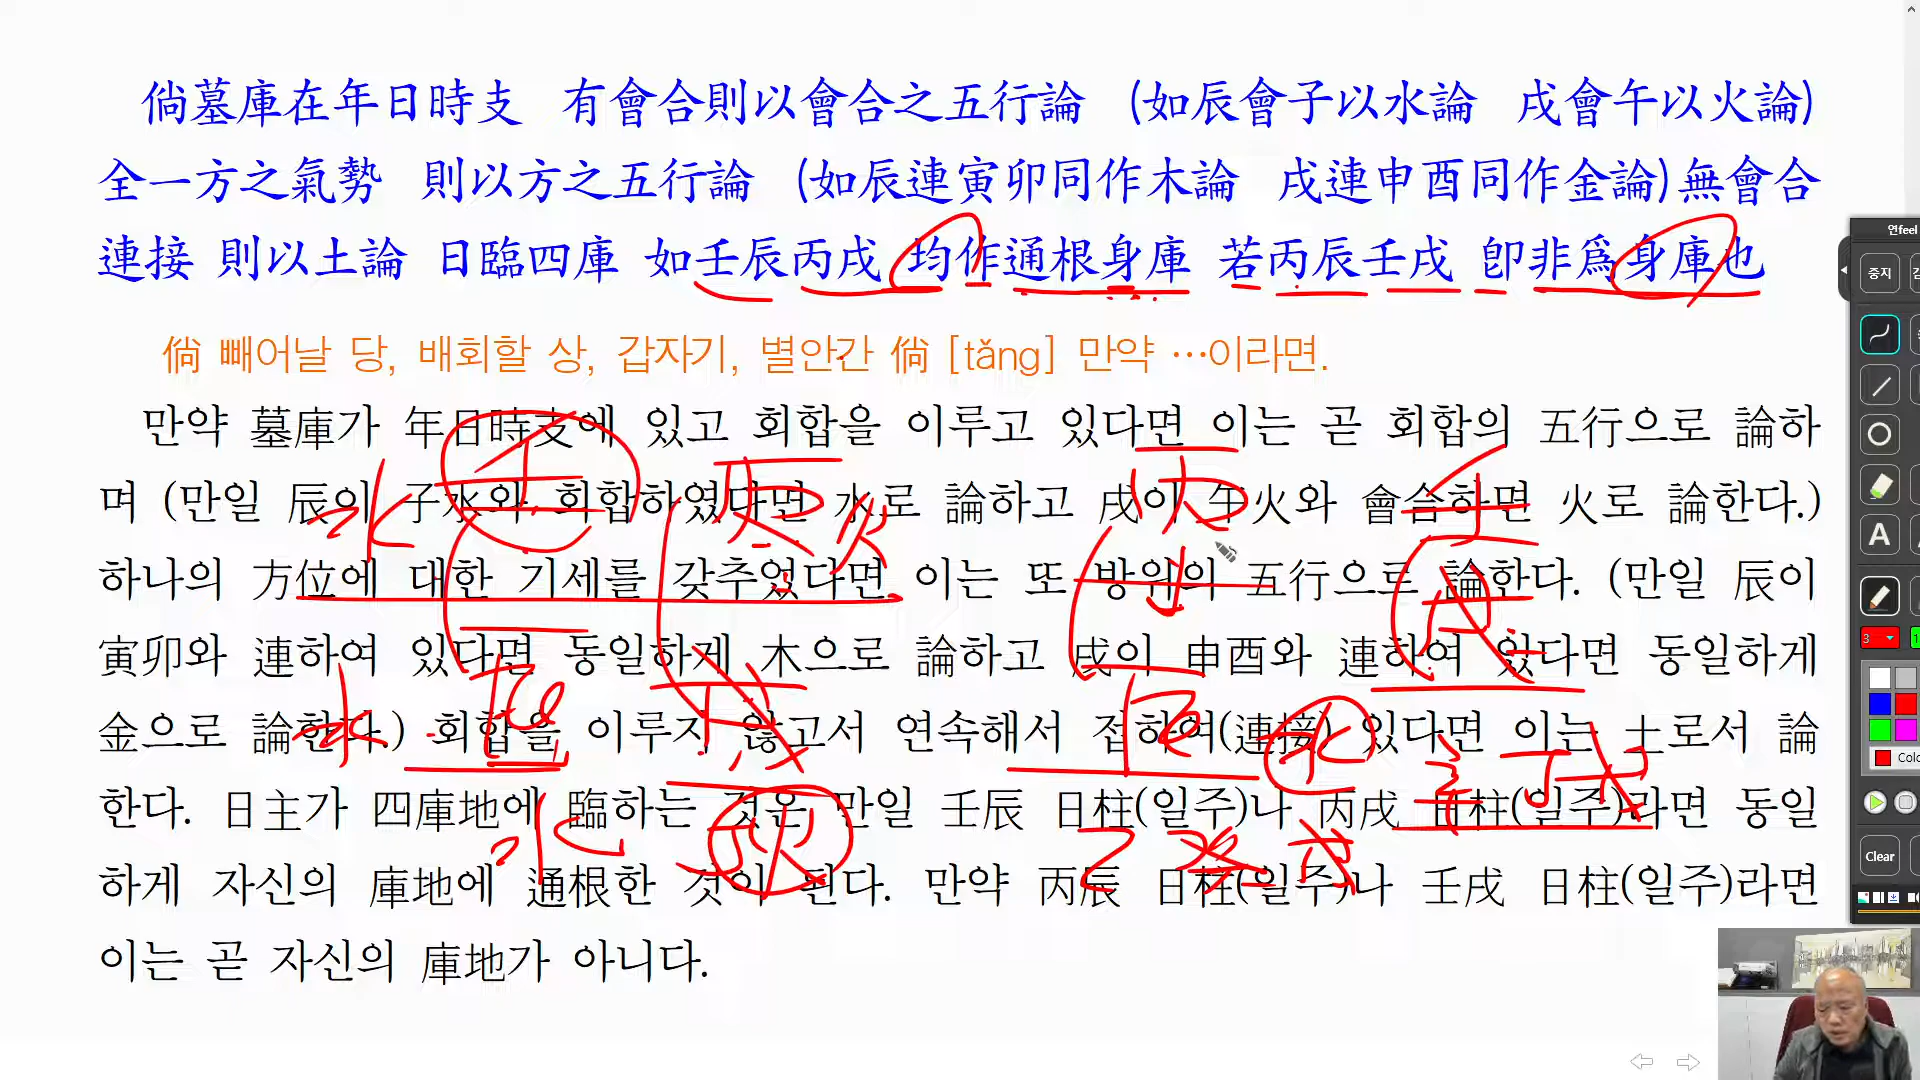 倘墓庫在年日時支 有會合則以會合之五行論 (如辰會子以水論 戌會午以火論)
全一方之氣勢 則以方之五行論 (如辰連寅卯同作木論 戌連申酉同作金論)無會合
連接 則以土論 日臨四庫 如壬辰丙戌 均作通根身庫 若丙辰壬戌 卽非爲身庫也
倘 빼어날 당, 배회할 상, 갑자기, 별안간 倘 [tǎng] 만약 …이라면.
만약 墓庫가 年日時支에 있고 회합을 이루고 있다면 이는 곧 회합의 五行으로 論하
며 (만일 辰이 子水와 회합하였다면 水로 論하고 戌이 午火와 會合하면 火로 論한다.)
하나의 方位에 대한 기세를 갖추었다면 이는 또 방위의 五行으로 論한다. (만일 辰이
寅卯와 連하여 있다면 동일하게 木으로 論하고 戌이 申酉와 連하여 있다면 동일하게
金으로 論한다.) 회합을 이루지 않고서 연속해서 접하여(連接) 있다면 이는 土로서 論
한다. 日主가 四庫地에 臨하는 것은 만일 壬辰 日柱(일주)나 丙戌 日柱(일주)라면 동일
하게 자신의 庫地에 通根한 것이 된다. 만약 丙辰 日柱(일주)나 壬戌 日柱(일주)라면
이는 곧 자신의 庫地가 아니다.
연feel
중지
A
3
Colo
Clear